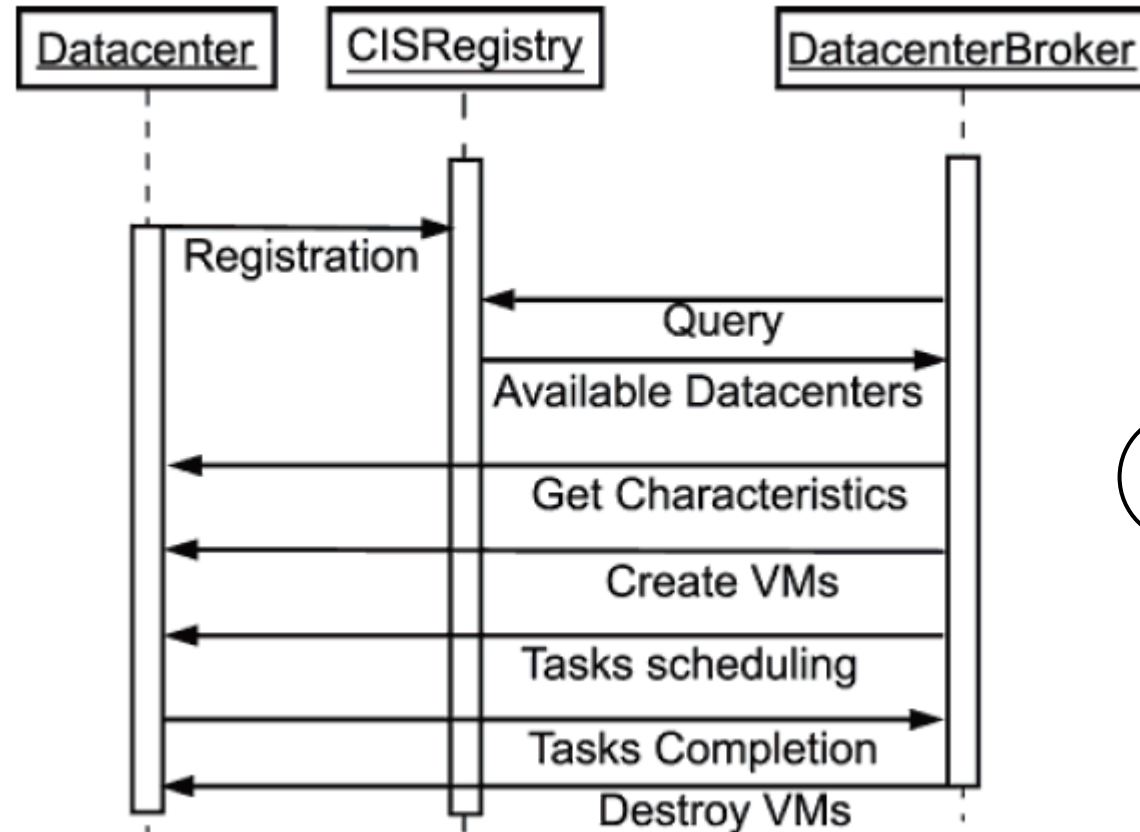 Datacenter
CISRegistry
DatacenterBroker
Registration
Query
Available Datacenters
Get Characteristics
Create VMs
Tasks scheduling
Tasks Completion
Destroy VMs